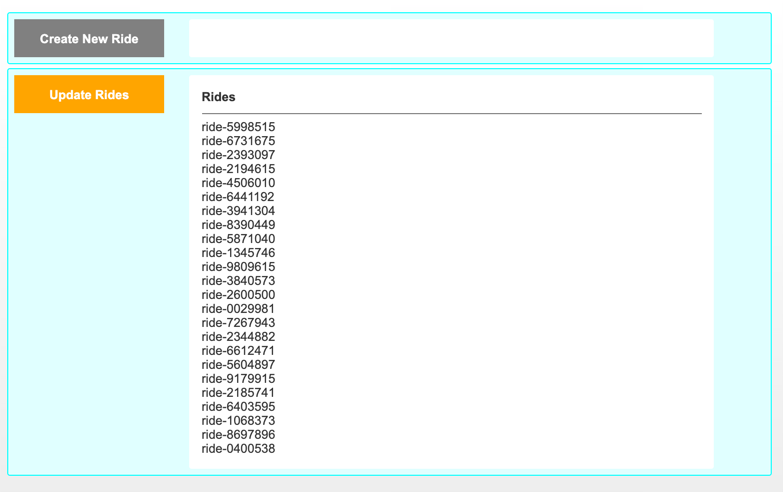 Create New Ride
Update Rides
Rides
ride-5998515
ride-6731675
ride-2393097
ride-2194615
ride-4506010
ride-6441192
ride-3941304
ride-8390449
ride-5871040
ride-1345746
ride-9809615
ride-3840573
ride-2600500
ride-0029981
ride-7267943
ride-2344882
ride-6612471
ride-5604897
ride-9179915
ride-2185741
ride-6403595
ride-1068373
ride-8697896
ride-0400538